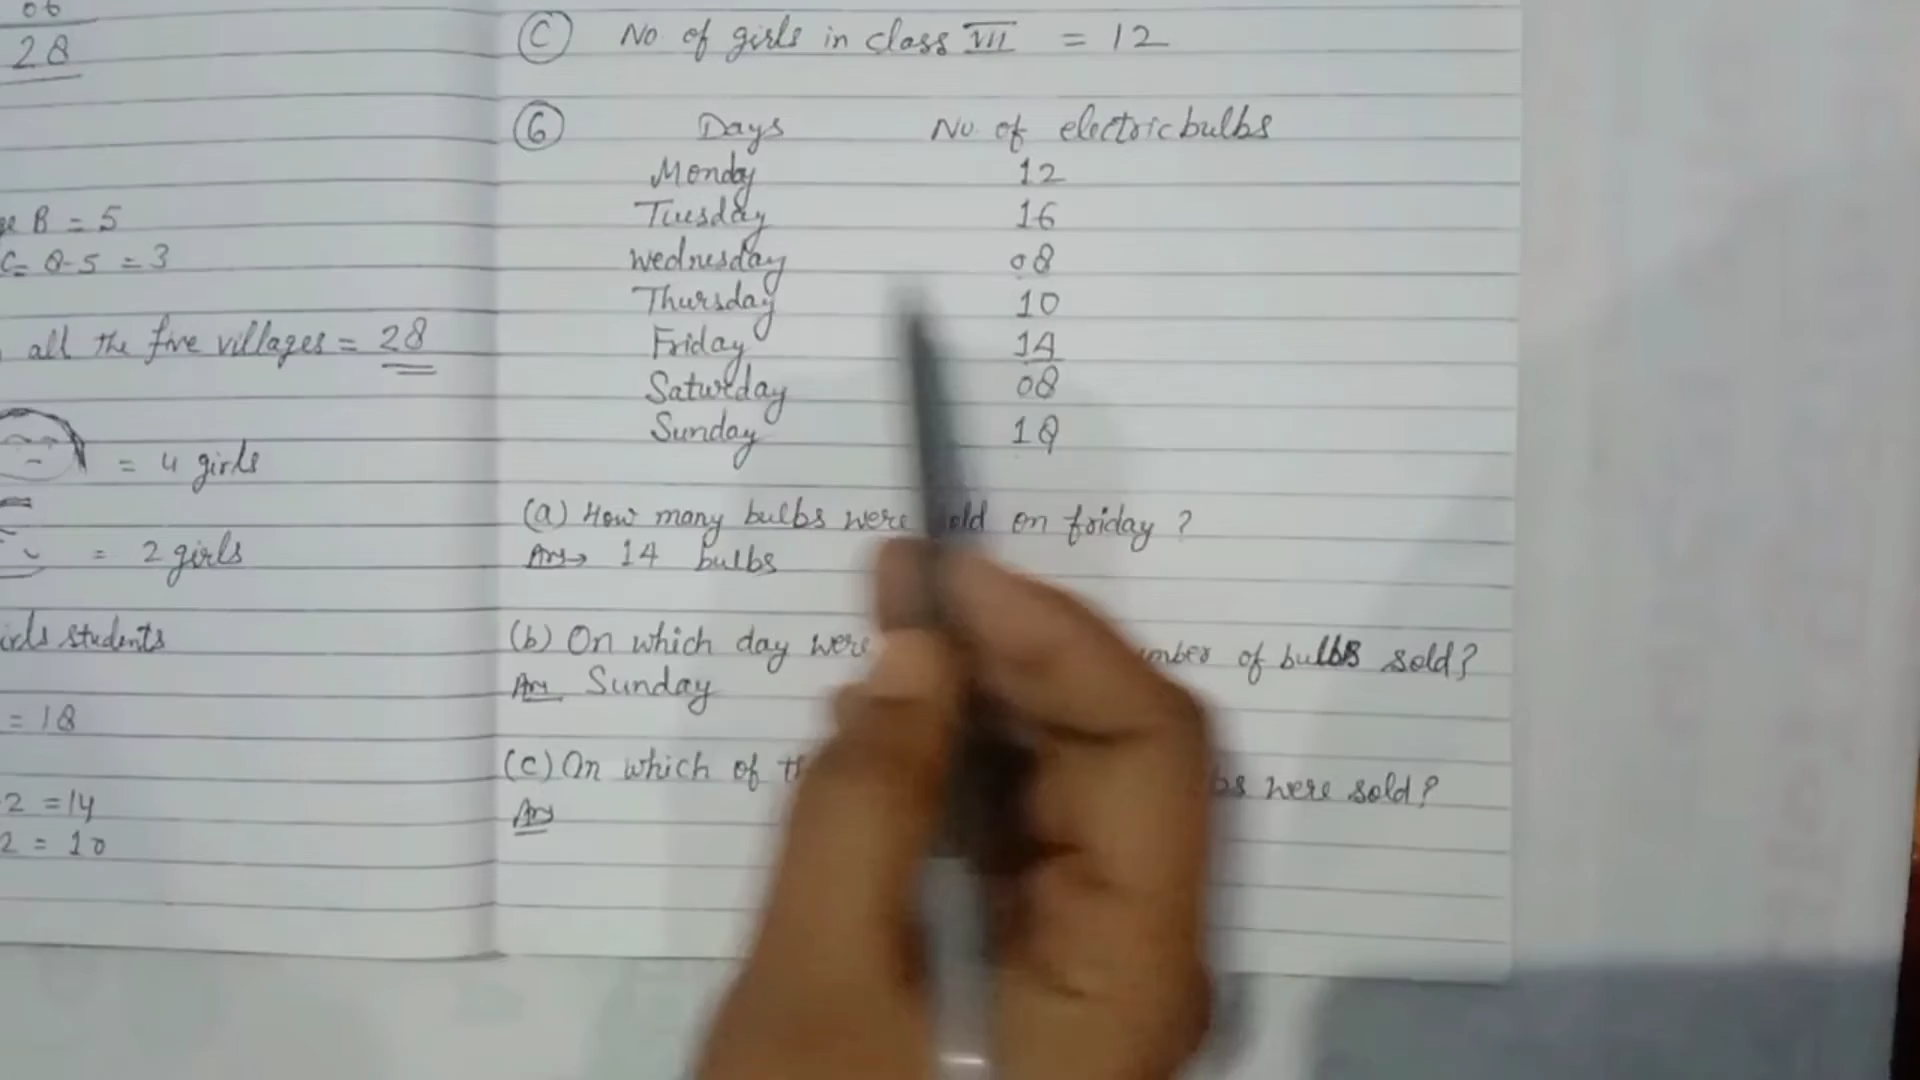 06
28
B = 5
C = 8-5 = 3
all the five villages = 28
= 4 girls
= 2 girls
students
= 18
2 = 14
2 = 10
(C) No of girls in class VII = 12
(6) Days No. of electric bulbs
Monday 12
Tuesday 16
Wednesday 08
Thursday 10
Friday 14
Saturday 08
Sunday 18
(a) How many bulbs were on friday ?
Ans→ 14 bulbs
(b) On which day were of bulbs sold?
Ans Sunday
(c) On which of were sold?
Ans